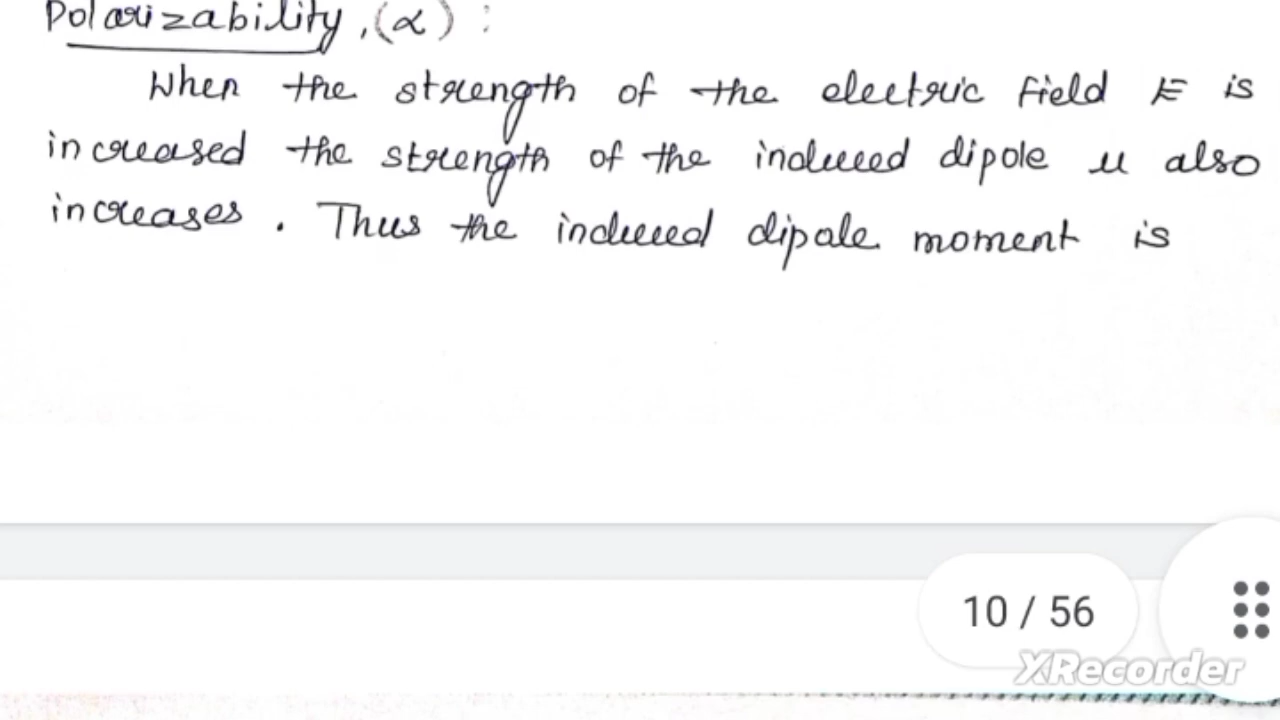 Polarizability, (α) :
When the strength of the electric field E is
increased the strength of the induced dipole μ also
increases. Thus the induced dipole moment is
10 / 56
XRecorder